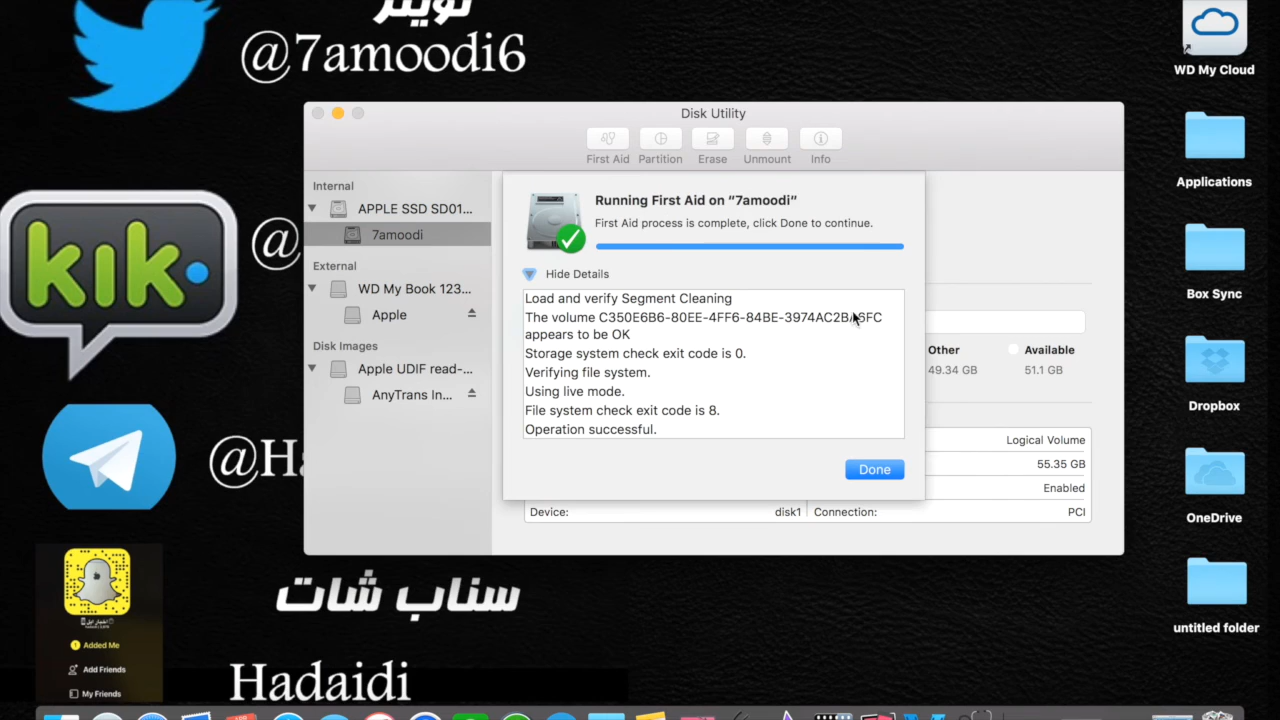 تويتر
@7amoodi6
WD My Cloud
Disk Utility
First Aid
Partition
Erase
Unmount
Info
Applications
Internal
APPLE SSD SD01...
7amoodi
External
WD My Book 123...
Apple
Disk Images
Apple UDIF read-...
AnyTrans In...
kik
@
Running First Aid on “7amoodi”
First Aid process is complete, click Done to continue.
Hide Details
Load and verify Segment Cleaning
The volume C350E6B6-80EE-4FF6-84BE-3974AC2BA6FC
appears to be OK
Storage system check exit code is 0.
Verifying file system.
Using live mode.
File system check exit code is 8.
Operation successful.
Done
Other
49.34 GB
Available
51.1 GB
Logical Volume
55.35 GB
Enabled
Device:
disk1
Connection:
PCI
Box Sync
Dropbox
OneDrive
untitled folder
@Ha
سناب شات
Hadaidi
Added Me
Add Friends
My Friends